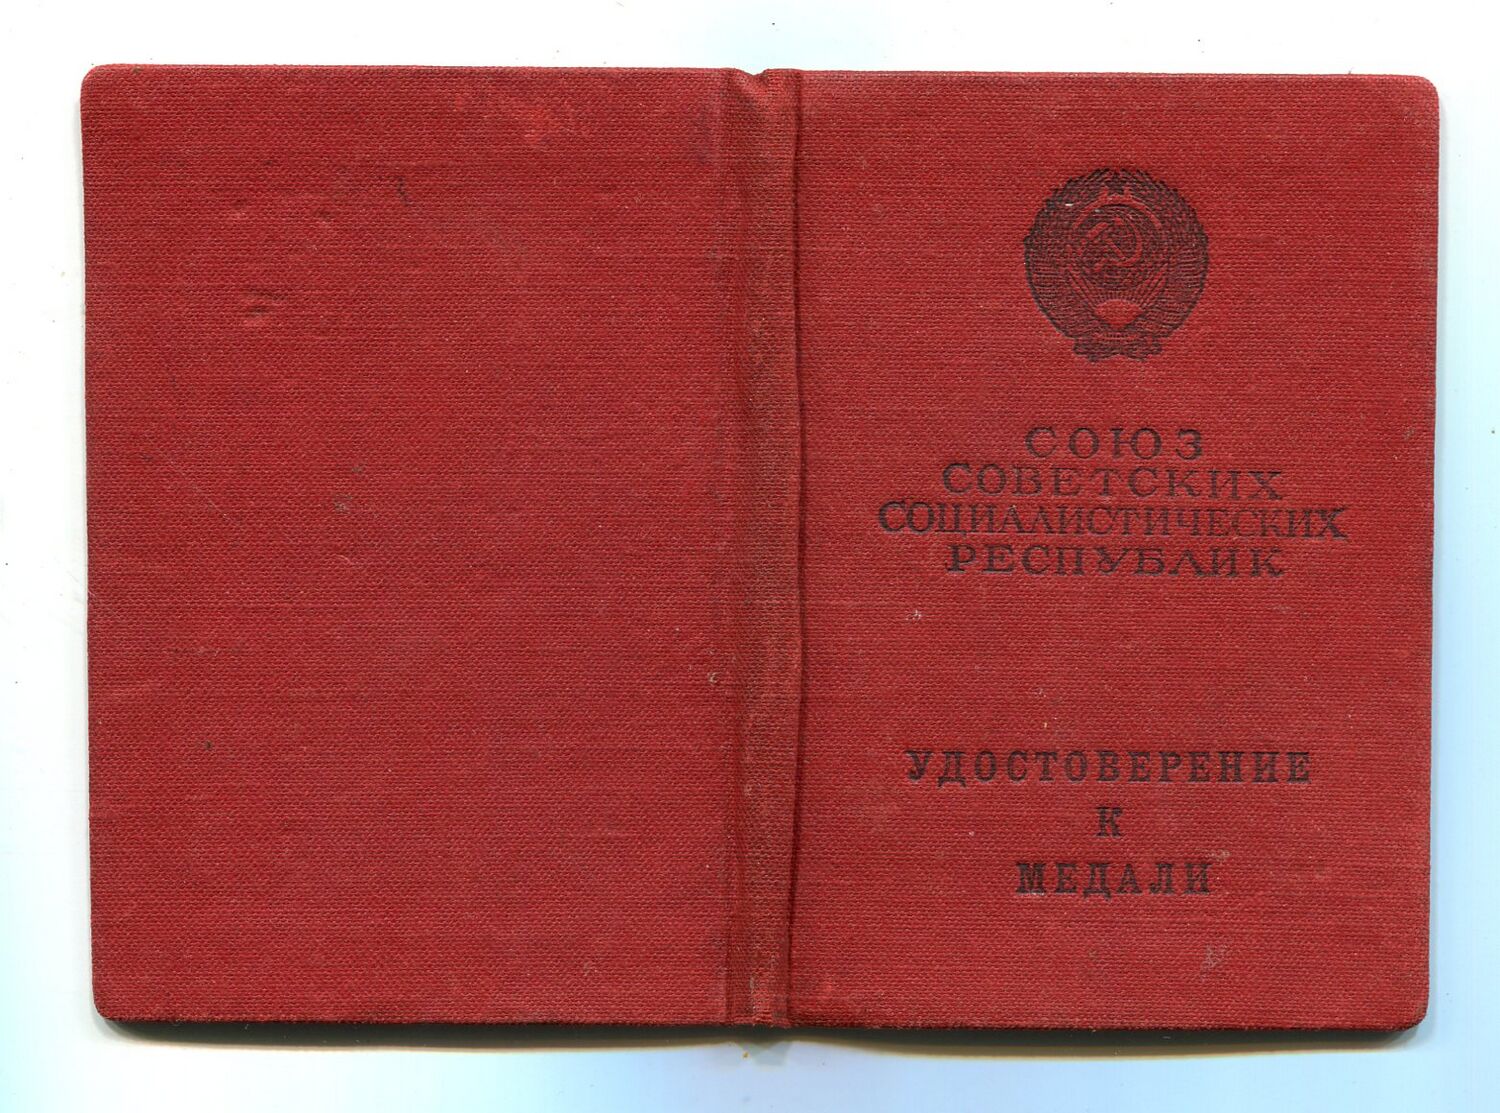 СОЮЗ
СОВЕТСКИХ
СОЦИАЛИСТИЧЕСКИХ
РЕСПУБЛИК
УДОСТОВЕРЕНИЕ
К
МЕДАЛИ